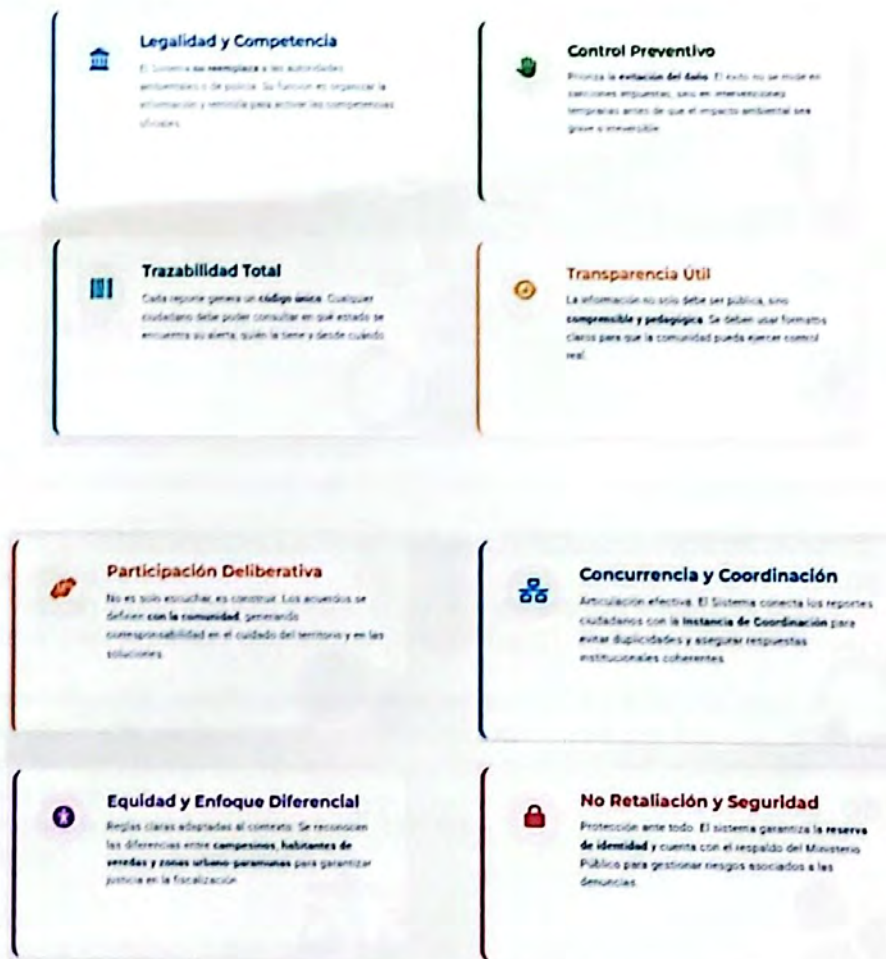 Legalidad y Competencia
El Sistema no reemplaza a las autoridades
ambientales o de policía. Su función es organizar la
información y remitirla para activar las competencias
oficiales.
Control Preventivo
Prioriza la evitación del daño. El éxito no se mide en
sanciones impuestas, sino en intervenciones
tempranas antes de que el impacto ambiental sea
grave o irreversible.
Trazabilidad Total
Cada reporte genera un código único. Cualquier
ciudadano debe poder consultar en qué estado se
encuentra su alerta, quién la tiene y desde cuándo.
Transparencia Útil
La información no solo debe ser pública, sino
comprensible y pedagógica. Se deben usar formatos
claros para que la comunidad pueda ejercer control
real.
Participación Deliberativa
No es solo escuchar, es construir. Los acuerdos se
definen con la comunidad, generando
corresponsabilidad en el cuidado del territorio y en las
soluciones.
Concurrencia y Coordinación
Articulación efectiva. El Sistema conecta los reportes
ciudadanos con la Instancia de Coordinación para
evitar duplicidades y asegurar respuestas
institucionales coherentes.
Equidad y Enfoque Diferencial
Reglas claras adaptadas al contexto. Se reconocen
las diferencias entre campesinos, habitantes de
veredas y zonas urbano-paramunas para garantizar
justicia en la fiscalización.
No Retaliación y Seguridad
Protección ante todo. El sistema garantiza la reserva
de identidad y cuenta con el respaldo del Ministerio
Público para gestionar riesgos asociados a las
denuncias.